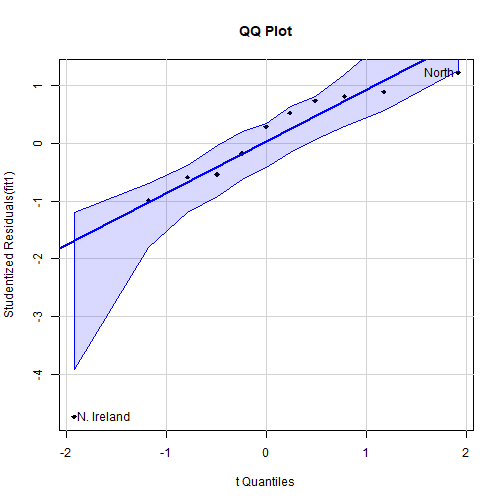 QQ Plot
Studentized Residuals(fit1)
1
0
-1
-2
-3
-4
North
N. Ireland
-2
-1
0
1
2
t Quantiles